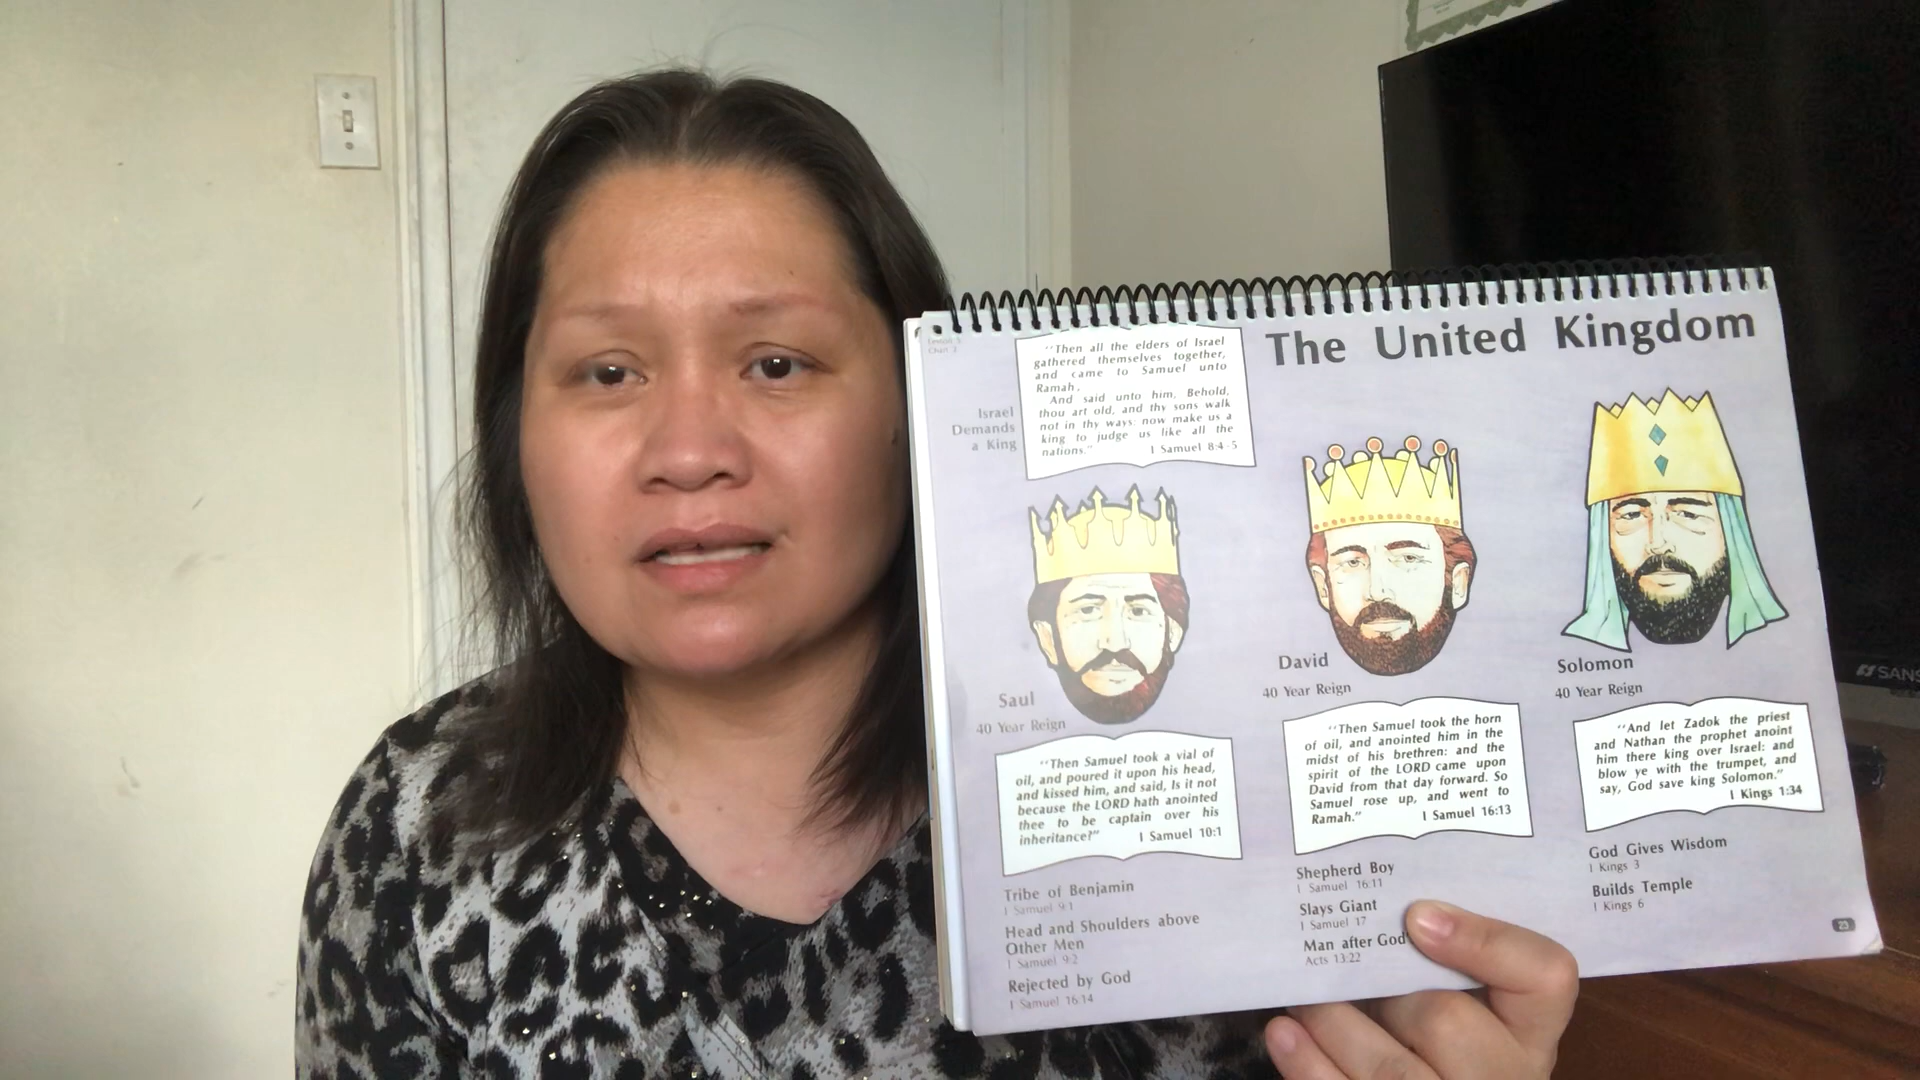 The United Kingdom
Israel
Demands
a King
"Then all the elders of Israel
gathered themselves together,
and came to Samuel unto
Ramah.
And said unto him, Behold,
thou art old, and thy sons walk
not in thy ways: now make us a
king to judge us like all the
nations." I Samuel 8:4-5
Saul
40 Year Reign
"Then Samuel took a vial of
oil, and poured it upon his head,
and kissed him, and said, Is it not
because the LORD hath anointed
thee to be captain over his
inheritance?" I Samuel 10:1
Tribe of Benjamin
I Samuel 9:1
Head and Shoulders above
Other Men
I Samuel 9:2
Rejected by God
I Samuel 16:14
David
40 Year Reign
"Then Samuel took the horn
of oil, and anointed him in the
midst of his brethren: and the
spirit of the LORD came upon
David from that day forward. So
Samuel rose up, and went to
Ramah." I Samuel 16:13
Shepherd Boy
I Samuel 16:11
Slays Giant
I Samuel 17
Man after God
Acts 13:22
Solomon
40 Year Reign
"And let Zadok the priest
and Nathan the prophet anoint
him there king over Israel: and
blow ye with the trumpet, and
say, God save king Solomon."
I Kings 1:34
God Gives Wisdom
I Kings 3
Builds Temple
I Kings 6
23
SANS